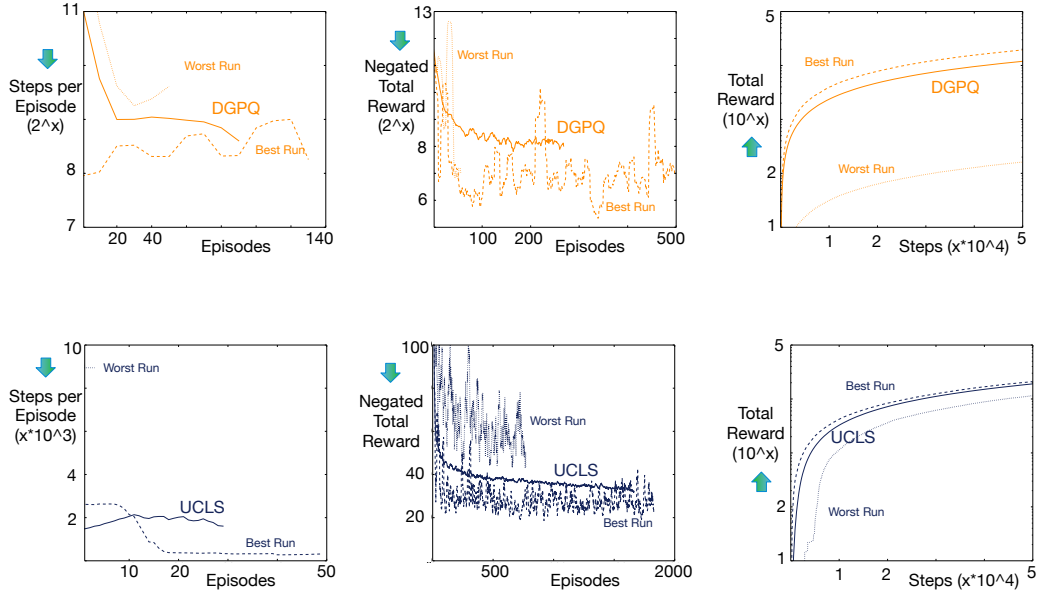 11
8
7
20
40
140
Steps per
Episode
(2^x)
Worst Run
DGPQ
Best Run
Episodes
13
8
6
100
200
500
Negated
Total
Reward
(2^x)
Worst Run
DGPQ
Best Run
Episodes
5
2
1
1
2
5
Total
Reward
(10^x)
Best Run
DGPQ
Worst Run
Steps (x*10^4)
10
2
10
20
50
Steps per
Episode
(x*10^3)
Worst Run
UCLS
Best Run
Episodes
100
60
40
20
500
2000
Negated
Total
Reward
Worst Run
UCLS
Best Run
Episodes
5
2
1
1
2
5
Total
Reward
(10^x)
Best Run
UCLS
Worst Run
Steps (x*10^4)